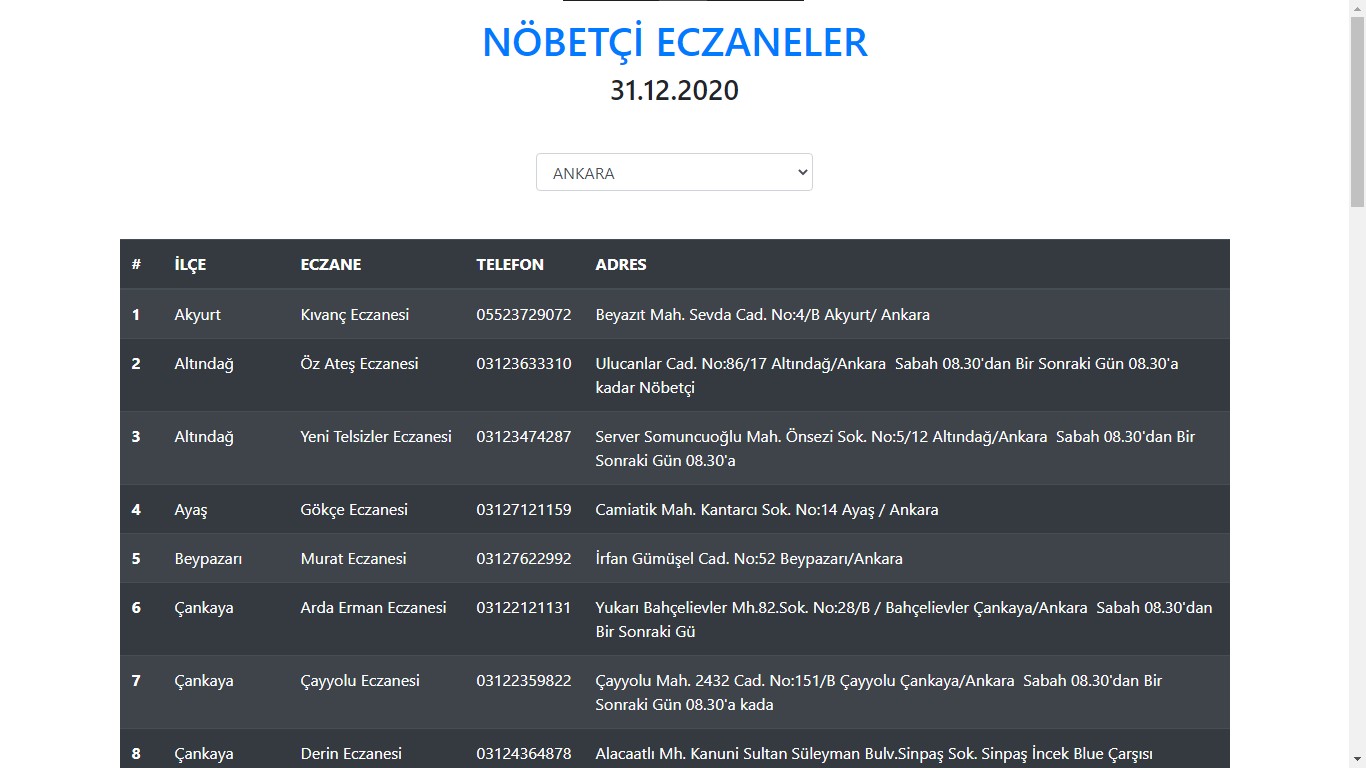 NÖBETÇİ ECZANELER
31.12.2020
ANKARA
# İLÇE ECZANE TELEFON ADRES
1 Akyurt Kıvanç Eczanesi 05523729072 Beyazıt Mah. Sevda Cad. No:4/B Akyurt/ Ankara
2 Altındağ Öz Ateş Eczanesi 03123633310 Ulucanlar Cad. No:86/17 Altındağ/Ankara  Sabah 08.30'dan Bir Sonraki Gün 08.30'a
kadar Nöbetçi
3 Altındağ Yeni Telsizler Eczanesi 03123474287 Server Somuncuoğlu Mah. Önsezi Sok. No:5/12 Altındağ/Ankara  Sabah 08.30'dan Bir
Sonraki Gün 08.30'a
4 Ayaş Gökçe Eczanesi 03127121159 Camiatik Mah. Kantarcı Sok. No:14 Ayaş / Ankara
5 Beypazarı Murat Eczanesi 03127622992 İrfan Gümüşel Cad. No:52 Beypazarı/Ankara
6 Çankaya Arda Erman Eczanesi 03122121131 Yukarı Bahçelievler Mh.82.Sok. No:28/B / Bahçelievler Çankaya/Ankara  Sabah 08.30'dan
Bir Sonraki Gü
7 Çankaya Çayyolu Eczanesi 03122359822 Çayyolu Mah. 2432 Cad. No:151/B Çayyolu Çankaya/Ankara  Sabah 08.30'dan Bir
Sonraki Gün 08.30'a kada
8 Çankaya Derin Eczanesi 03124364878 Alacaatlı Mh. Kanuni Sultan Süleyman Bulv.Sinpaş Sok. Sinpaş İncek Blue Çarşısı